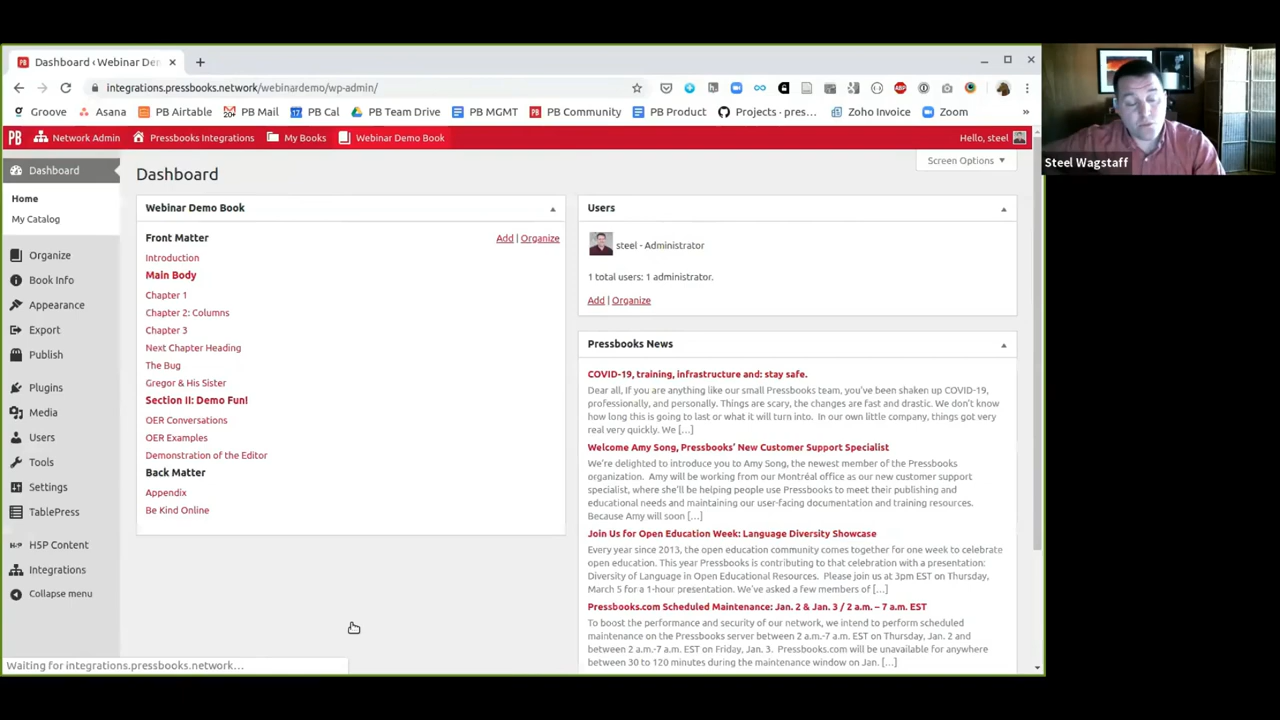 PB Dashboard ‹ Webinar Den
integrations.pressbooks.network/webinardemo/wp-admin/
ABP
Groove Asana PB Airtable PB Mail PB Cal PB Team Drive PB MGMT PB Community PB Product Projects · pres... Zoho Invoice Zoom
PB Network Admin Pressbooks Integrations My Books Webinar Demo Book Hello, steel
Steel Wagstaff
Dashboard
Home
My Catalog
Organize
Book Info
Appearance
Export
Publish
Plugins
Media
Users
Tools
Settings
TablePress
H5P H5P Content
Integrations
Collapse menu
Screen Options ▼
Dashboard
Webinar Demo Book
Front Matter Add | Organize
Introduction
Main Body
Chapter 1
Chapter 2: Columns
Chapter 3
Next Chapter Heading
The Bug
Gregor & His Sister
Section II: Demo Fun!
OER Conversations
OER Examples
Demonstration of the Editor
Back Matter
Appendix
Be Kind Online
Users
steel - Administrator
1 total users: 1 administrator.
Add | Organize
Pressbooks News
COVID-19, training, infrastructure and: stay safe.
Dear all, If you are anything like our small Pressbooks team, you've been shaken up COVID-19,
professionally, and personally. Things are scary, the changes are fast and drastic. We don't know
how long this is going to last or what it will turn into. In our own little company, things got very
real very quickly. We [...]
Welcome Amy Song, Pressbooks' New Customer Support Specialist
We're delighted to introduce you to Amy Song, the newest member of the Pressbooks
organization. Amy will be working from our Montréal office as our new customer support
specialist, where she'll be helping people use Pressbooks to meet their publishing and
educational needs and maintaining our user-facing documentation and training resources.
Because Amy will soon [...]
Join Us for Open Education Week: Language Diversity Showcase
Every year since 2013, the open education community comes together for one week to celebrate
open education. This year Pressbooks is contributing to that celebration with a presentation:
Diversity of Language in Open Educational Resources. Please join us at 3pm EST on Thursday,
March 5 for a 1-hour presentation. We've asked a few members of [...]
Pressbooks.com Scheduled Maintenance: Jan. 2 & Jan. 3 / 2 a.m. – 7 a.m. EST
To boost the performance and security of our network, we intend to perform scheduled
maintenance on the Pressbooks server between 2 a.m.-7 a.m. EST on Thursday, Jan. 2 and
between 2 a.m.-7 a.m. EST on Friday, Jan. 3. Pressbooks.com will be unavailable for anywhere
between 30 to 120 minutes during the maintenance window on Jan. [...]
Waiting for integrations.pressbooks.network...